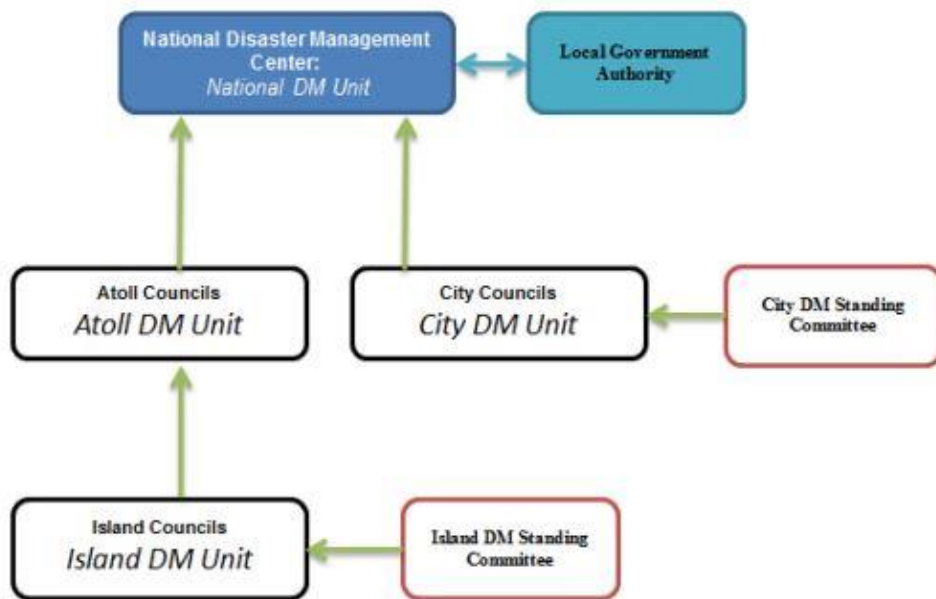 National Disaster Management
Center:
National DM Unit
Local Government
Authority
Atoll Councils
Atoll DM Unit
City Councils
City DM Unit
City DM Standing
Committee
Island Councils
Island DM Unit
Island DM Standing
Committee